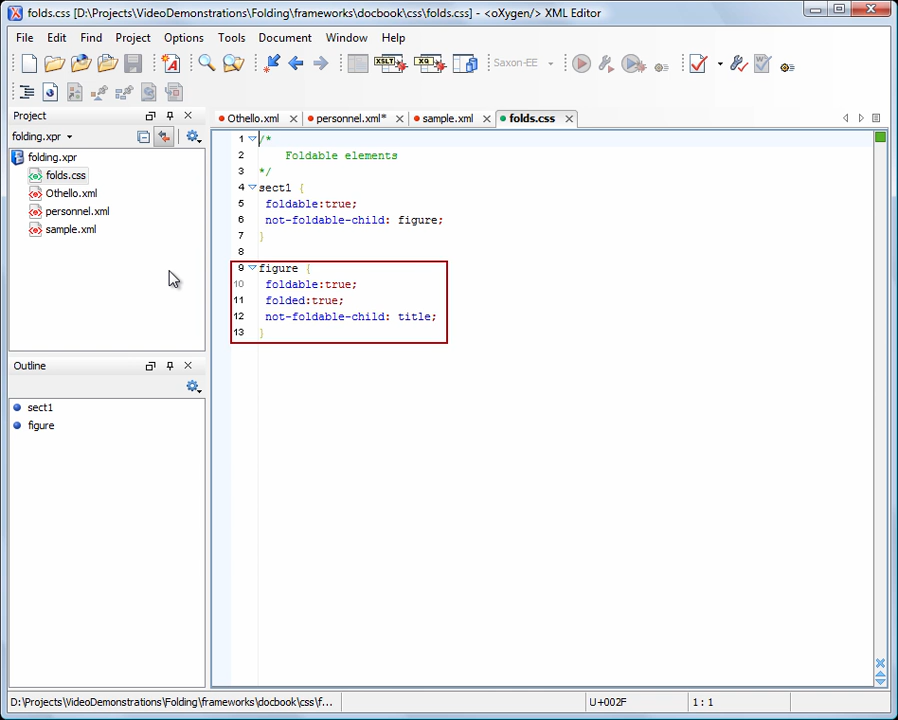 folds.css [D:\Projects\VideoDemonstrations\Folding\frameworks\docbook\css\folds.css] - <oXygen/> XML Editor
File Edit Find Project Options Tools Document Window Help
XSLT XQ Saxon-EE
Project
folding.xpr
folding.xpr
folds.css
Othello.xml
personnel.xml
sample.xml
Outline
sect1
figure
Othello.xml personnel.xml* sample.xml folds.css
1 /*
2 Foldable elements
3 */
4 sect1 {
5 foldable:true;
6 not-foldable-child: figure;
7 }
8
9 figure {
10 foldable:true;
11 folded:true;
12 not-foldable-child: title;
13 }
D:\Projects\VideoDemonstrations\Folding\frameworks\docbook\css\f... U+002F 1 : 1